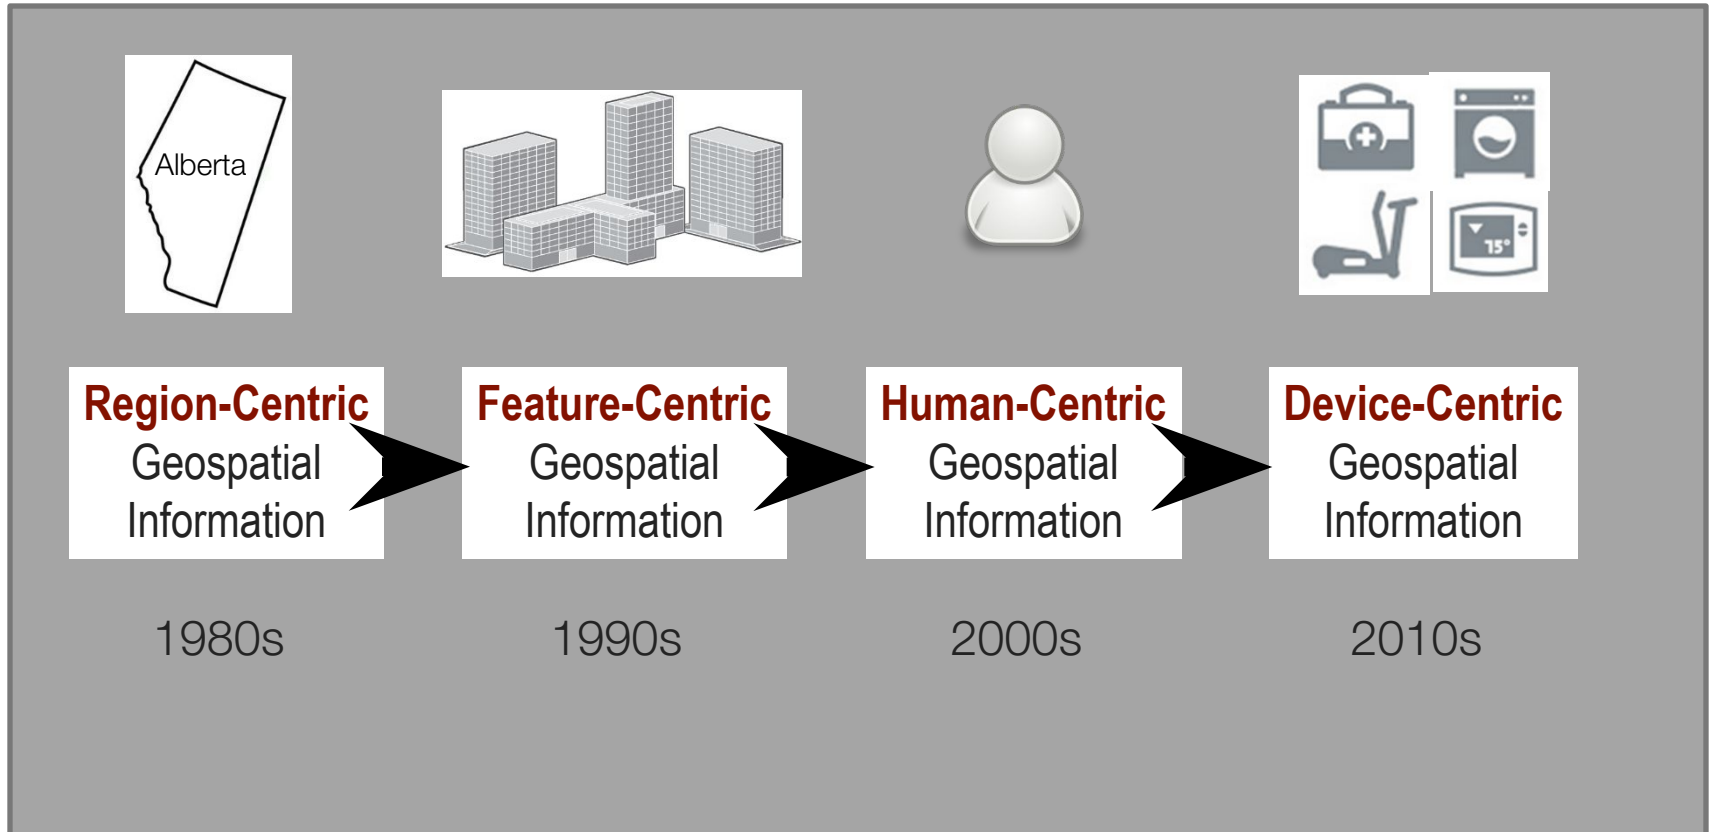 Alberta
75°
Region-Centric
Geospatial
Information
Feature-Centric
Geospatial
Information
Human-Centric
Geospatial
Information
Device-Centric
Geospatial
Information
1980s
1990s
2000s
2010s